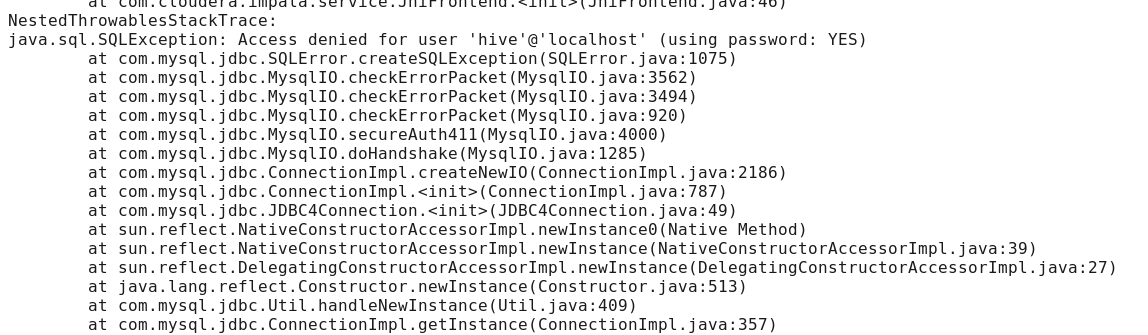 at com.cloudera.impala.service.JniFrontend.<init>(JniFrontend.java:46)
NestedThrowablesStackTrace:
java.sql.SQLException: Access denied for user 'hive'@'localhost' (using password: YES)
at com.mysql.jdbc.SQLError.createSQLException(SQLError.java:1075)
at com.mysql.jdbc.MysqlIO.checkErrorPacket(MysqlIO.java:3562)
at com.mysql.jdbc.MysqlIO.checkErrorPacket(MysqlIO.java:3494)
at com.mysql.jdbc.MysqlIO.checkErrorPacket(MysqlIO.java:920)
at com.mysql.jdbc.MysqlIO.secureAuth411(MysqlIO.java:4000)
at com.mysql.jdbc.MysqlIO.doHandshake(MysqlIO.java:1285)
at com.mysql.jdbc.ConnectionImpl.createNewIO(ConnectionImpl.java:2186)
at com.mysql.jdbc.ConnectionImpl.<init>(ConnectionImpl.java:787)
at com.mysql.jdbc.JDBC4Connection.<init>(JDBC4Connection.java:49)
at sun.reflect.NativeConstructorAccessorImpl.newInstance0(Native Method)
at sun.reflect.NativeConstructorAccessorImpl.newInstance(NativeConstructorAccessorImpl.java:39)
at sun.reflect.DelegatingConstructorAccessorImpl.newInstance(DelegatingConstructorAccessorImpl.java:27)
at java.lang.reflect.Constructor.newInstance(Constructor.java:513)
at com.mysql.jdbc.Util.handleNewInstance(Util.java:409)
at com.mysql.jdbc.ConnectionImpl.getInstance(ConnectionImpl.java:357)